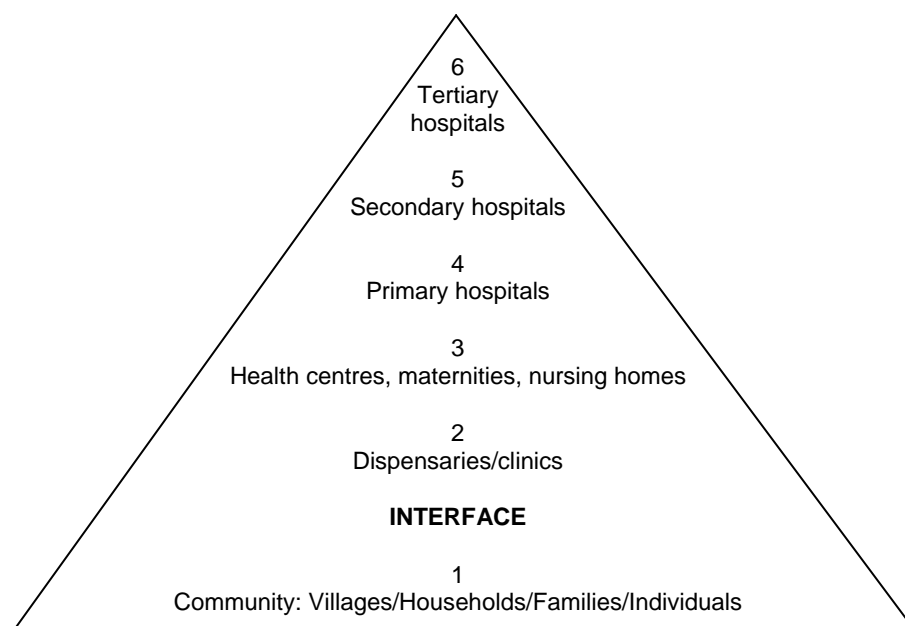 6
Tertiary
hospitals
5
Secondary hospitals
4
Primary hospitals
3
Health centres, maternities, nursing homes
2
Dispensaries/clinics
INTERFACE
1
Community: Villages/Households/Families/Individuals